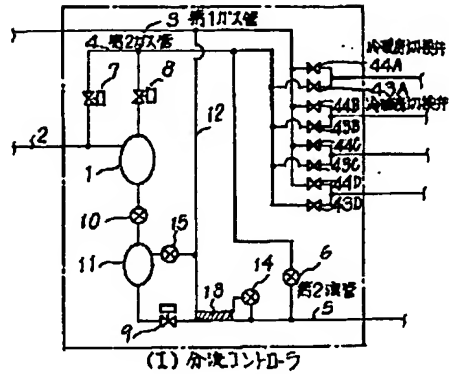 3 第1ガス管
4 第2ガス管
冷暖房切換弁
44A
7
8
43A
44B 冷暖房切換弁
12
43B
2
44C
1
43C
44D
10
15
43D
11
14
6
13
第2液管
9
5
(I) 分流コントローラ